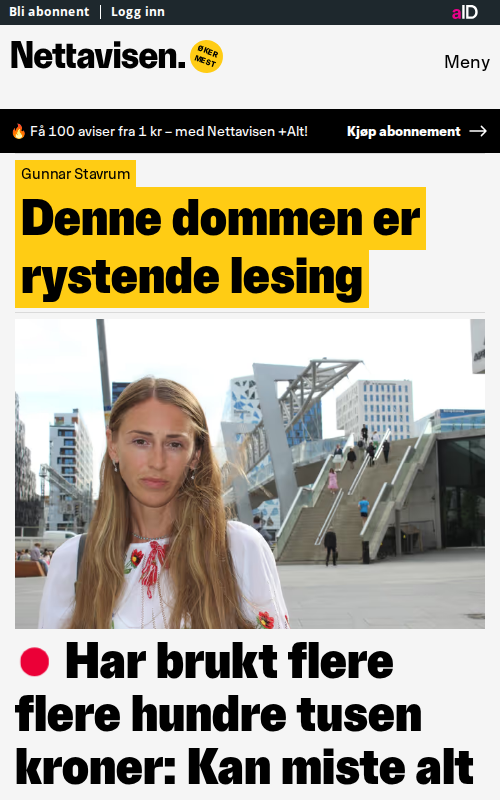 Bli abonnent | Logg inn
aID
Nettavisen.
ØKER
MEST
Meny
🔥 Få 100 aviser fra 1 kr – med Nettavisen +Alt!
Kjøp abonnement →
Gunnar Stavrum
Denne dommen er
rystende lesing
Har brukt flere
flere hundre tusen
kroner: Kan miste alt